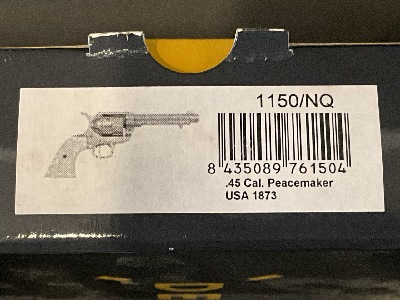 1150/NQ
8 435089 761504
.45 Cal. Peacemaker
USA 1873